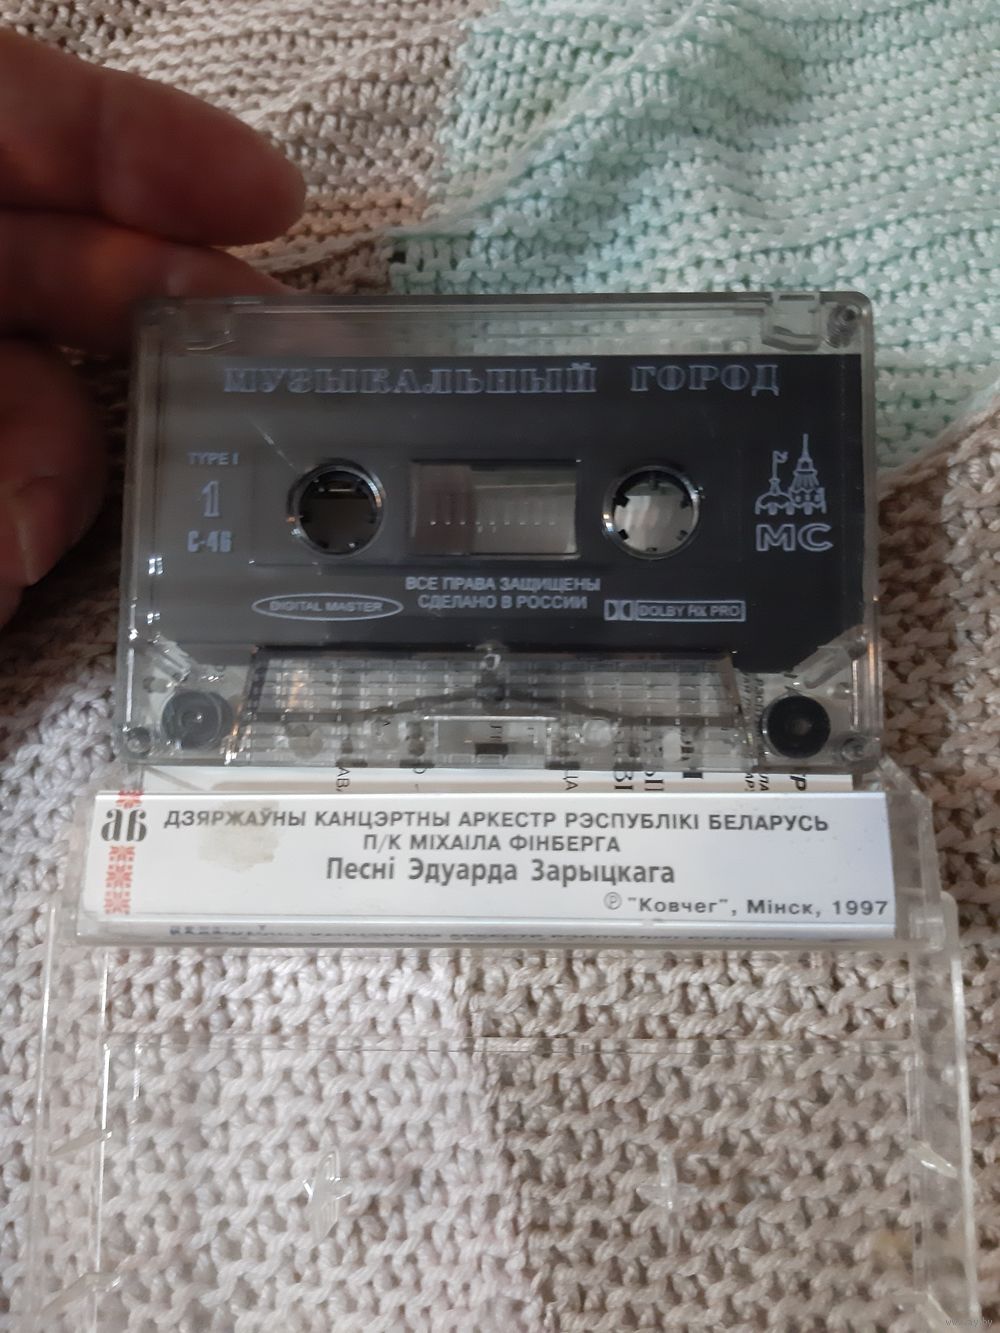 МУЗЫКАЛЬНЫЙ ГОРОД
TYPE I
1
C-46
МС
ВСЕ ПРАВА ЗАЩИЩЕНЫ
СДЕЛАНО В РОССИИ
DIGITAL MASTER
DOLBY HX PRO
аб
ДЗЯРЖАЎНЫ КАНЦЭРТНЫ АРКЕСТР РЭСПУБЛІКІ БЕЛАРУСЬ
П/К МІХАІЛА ФІНБЕРГА
Песні Эдуарда Зарыцкага
℗ "Ковчег", Мінск, 1997